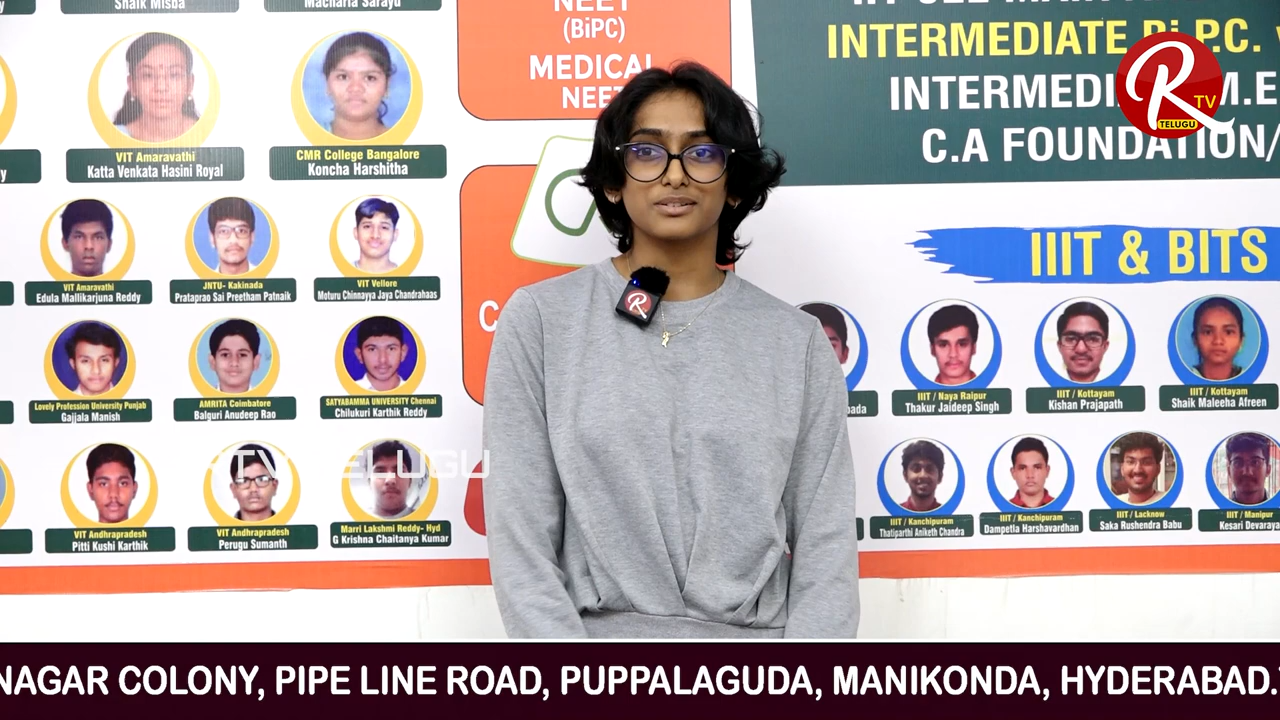 Shaik Misba
Macharla Sarayu
VIT Amaravathi
Katta Venkata Hasini Royal
CMR College Bangalore
Koncha Harshitha
VIT Amaravati
Edula Mallikarjuna Reddy
JNTU- Kakinada
Prataprao Sai Preetham Patnaik
VIT Vellore
Moturu Chinnayya Jaya Chandrahaas
Lovely Profession University Punjab
Gajjala Manish
AMRITA Coimbatore
Balguri Anudeep Rao
SATYABAMMA UNIVERSITY Chennai
Chilukuri Karthik Reddy
VIT Andhrapradesh
Pitti Kushi Karthik
VIT Andhrapradesh
Perugu Sumanth
Marri Lakshmi Reddy- Hyd
G Krishna Chaitanya Kumar
RTV TELUGU
NEET
(BiPC)
MEDICAL
NEET
INTERMEDIATE Bi.P.C.
INTERMEDI M.E
C.A FOUNDATION/
R TV
TELUGU
R
IIIT & BITS
IIIT / Naya Raipur
Thakur Jaideep Singh
IIIT / Kottayam
Kishan Prajapath
IIIT / Kottayam
Shaik Maleeha Afreen
IIIT / Kanchipuram
Thatiparthi Aniketh Chandra
IIIT / Kanchipuram
Dampetla Harshavardhan
IIIT / Lacknow
Saka Rushendra Babu
IIIT / Manipur
Kesari Devaraya
NAGAR COLONY, PIPE LINE ROAD, PUPPALAGUDA, MANIKONDA, HYDERABAD.